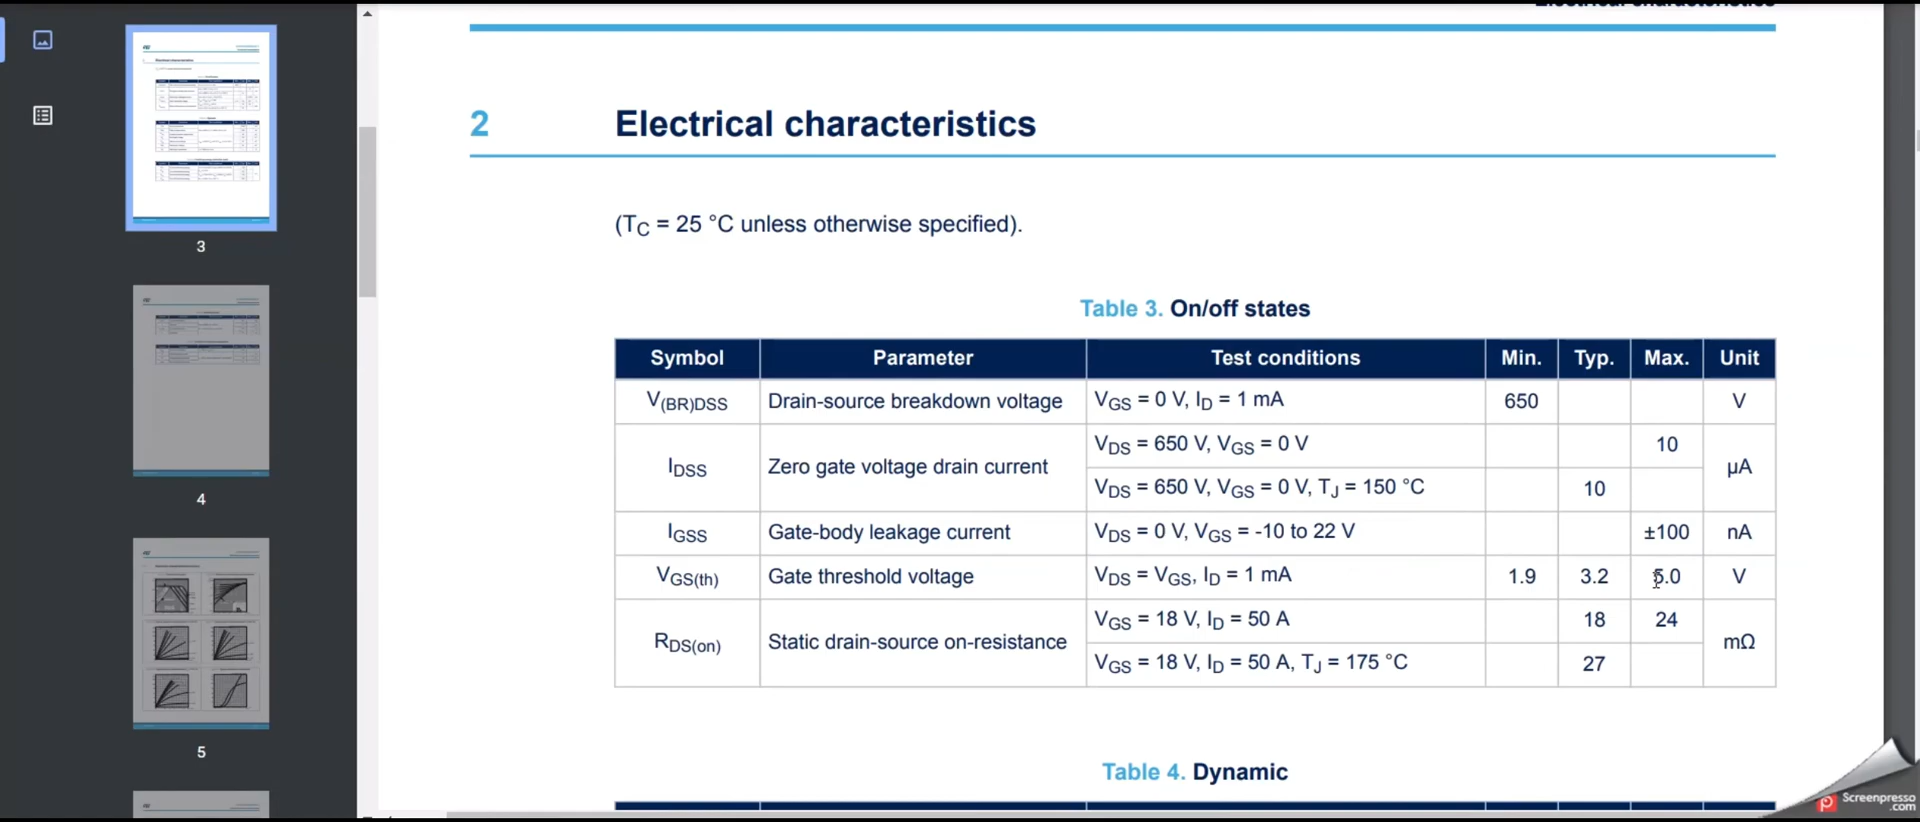 Electrical characteristics
2 Electrical characteristics
(TC = 25 °C unless otherwise specified).
Table 3. On/off states
Symbol Parameter Test conditions Min. Typ. Max. Unit
V(BR)DSS Drain-source breakdown voltage VGS = 0 V, ID = 1 mA 650 V
IDSS Zero gate voltage drain current VDS = 650 V, VGS = 0 V 10 µA
VDS = 650 V, VGS = 0 V, TJ = 150 °C 10
IGSS Gate-body leakage current VDS = 0 V, VGS = -10 to 22 V ±100 nA
VGS(th) Gate threshold voltage VDS = VGS, ID = 1 mA 1.9 3.2 5.0 V
RDS(on) Static drain-source on-resistance VGS = 18 V, ID = 50 A 18 24 mΩ
VGS = 18 V, ID = 50 A, TJ = 175 °C 27
Table 4. Dynamic
3
4
5
Screenpresso
.com